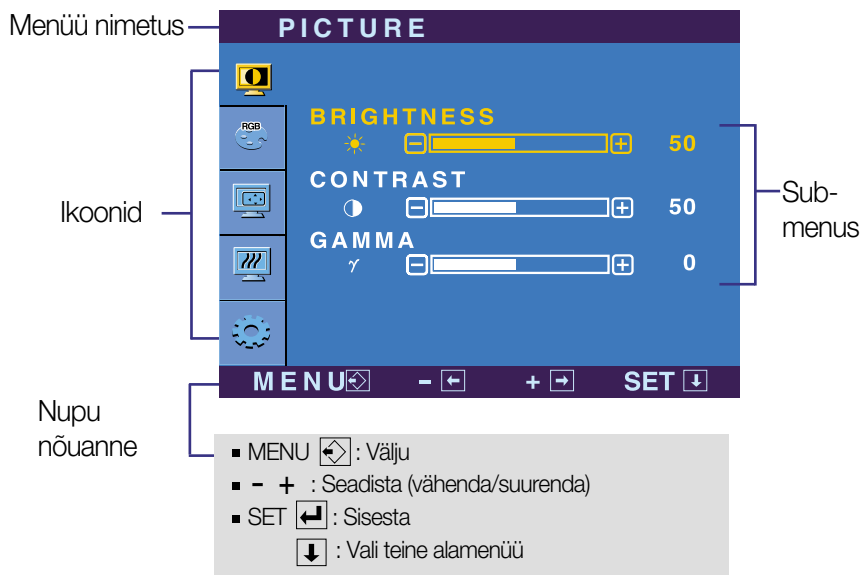 Menüü nimetus
PICTURE
RGB
BRIGHTNESS
50
CONTRAST
50
GAMMA
γ
0
Ikoonid
Sub-
menus
MENU - + SET
Nupu
nõuanne
MENU : Välju
- + : Seadista (vähenda/suurenda)
SET : Sisesta
: Vali teine alamenüü